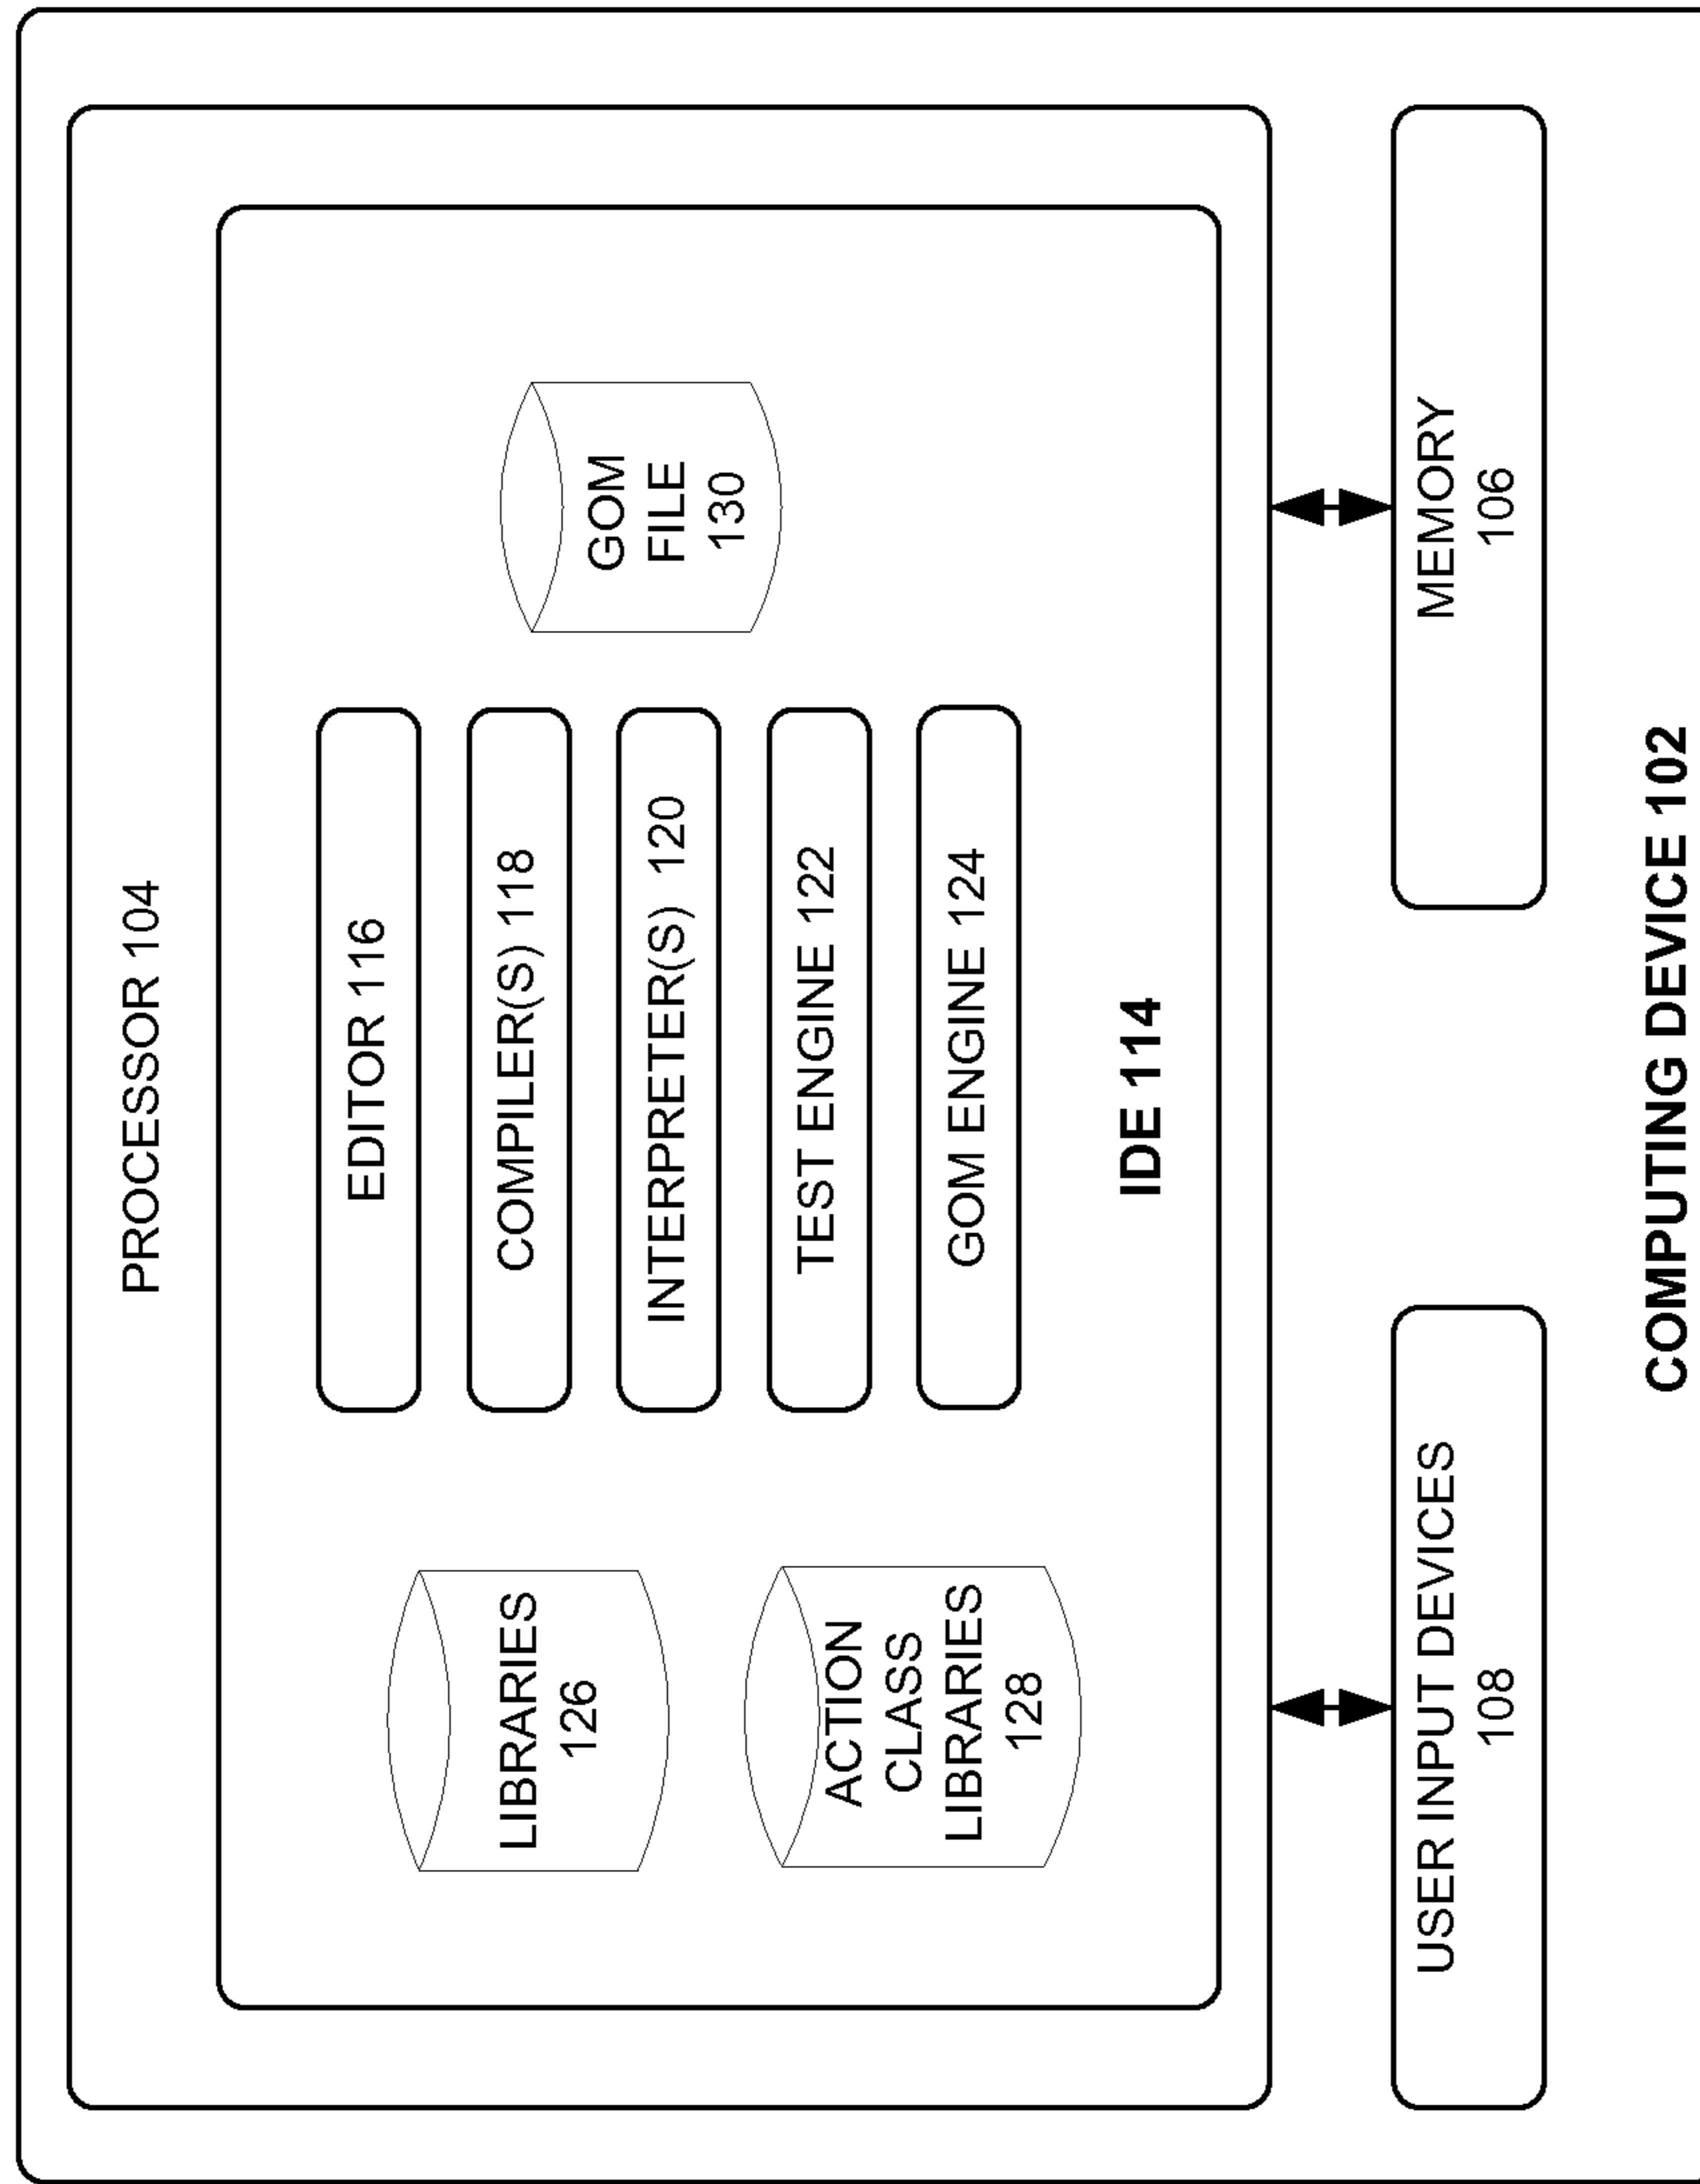 PROCESSOR 104
LIBRARIES
126
ACTION
CLASS
LIBRARIES
128
EDITOR 116
COMPILER(S) 118
INTERPRETER(S) 120
TEST ENGINE 122
GOM ENGINE 124
GOM
FILE
130
IDE 114
USER INPUT DEVICES
108
MEMORY
106
COMPUTING DEVICE 102